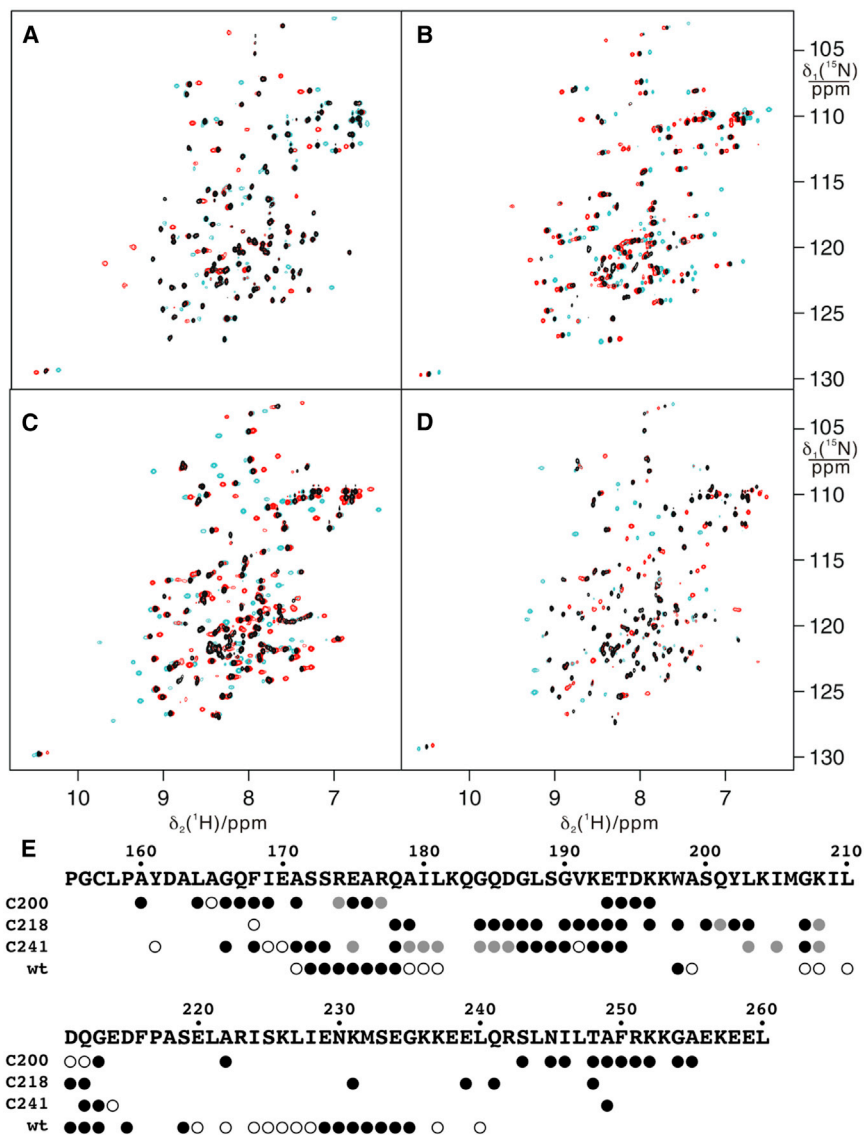 A
B
105
δ₁(¹⁵N)
ppm
110
115
120
125
130
C
D
105
δ₁(¹⁵N)
ppm
110
115
120
125
130
10 9 8 7
10 9 8 7
δ₂(¹H)/ppm
δ₂(¹H)/ppm
E
160 170 180 190 200 210
PGCLPAYDALAGQFIEASSREARQAILKQGQDGLSGVKETDKKWASQYLKIMGKIL
C200
C218
C241
wt
220 230 240 250 260
DQGEDFPASELARISKLIENKMSEGKKEELQRSLNILTAFRKKGAEKEEL
C200
C218
C241
wt